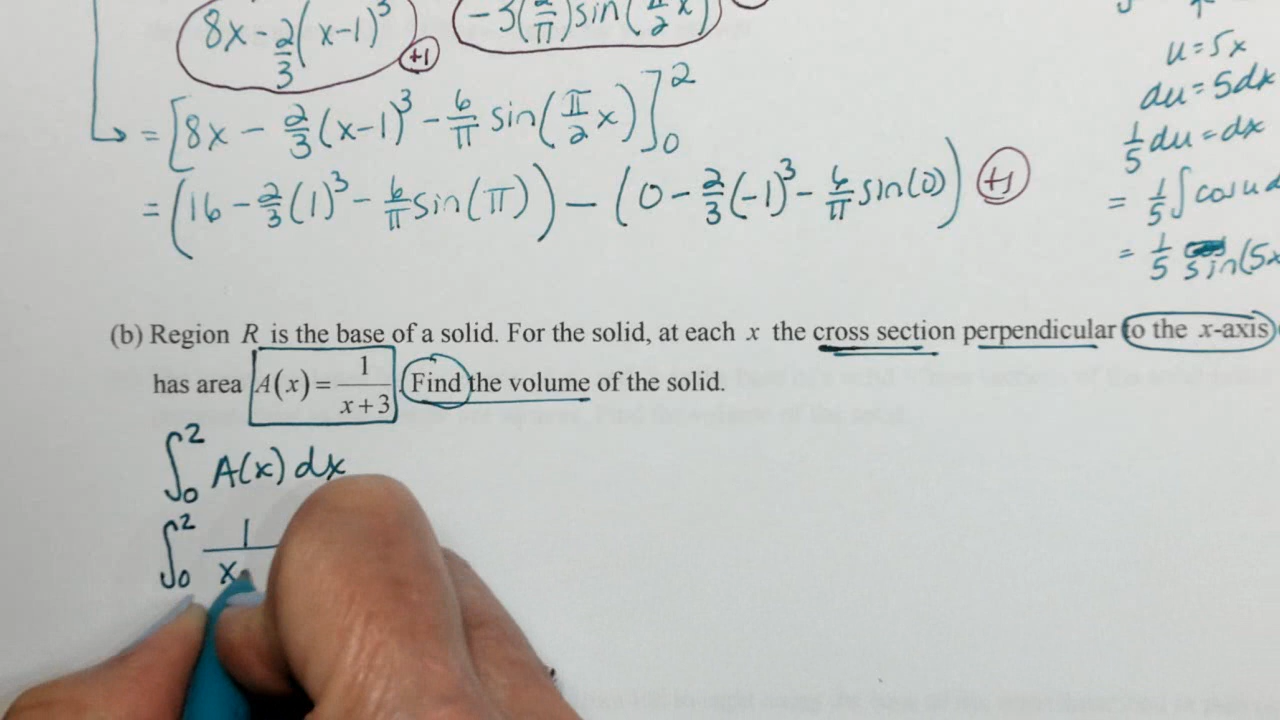 8x - 2/3 (x-1)^3 +1 -3(2/π) sin(π/2 x)
= [8x - 2/3 (x-1)^3 - 6/π sin(π/2 x)]_0^2
= (16 - 2/3 (1)^3 - 6/π sin(π)) - (0 - 2/3 (-1)^3 - 6/π sin(0)) +1
u = 5x
du = 5dx
1/5 du = dx
= 1/5 ∫ cos u
= 1/5 sin(5x
(b) Region R is the base of a solid. For the solid, at each x the cross section perpendicular to the x-axis
has area A(x) = 1/(x+3). Find the volume of the solid.
∫_0^2 A(x) dx
∫_0^2 1/x